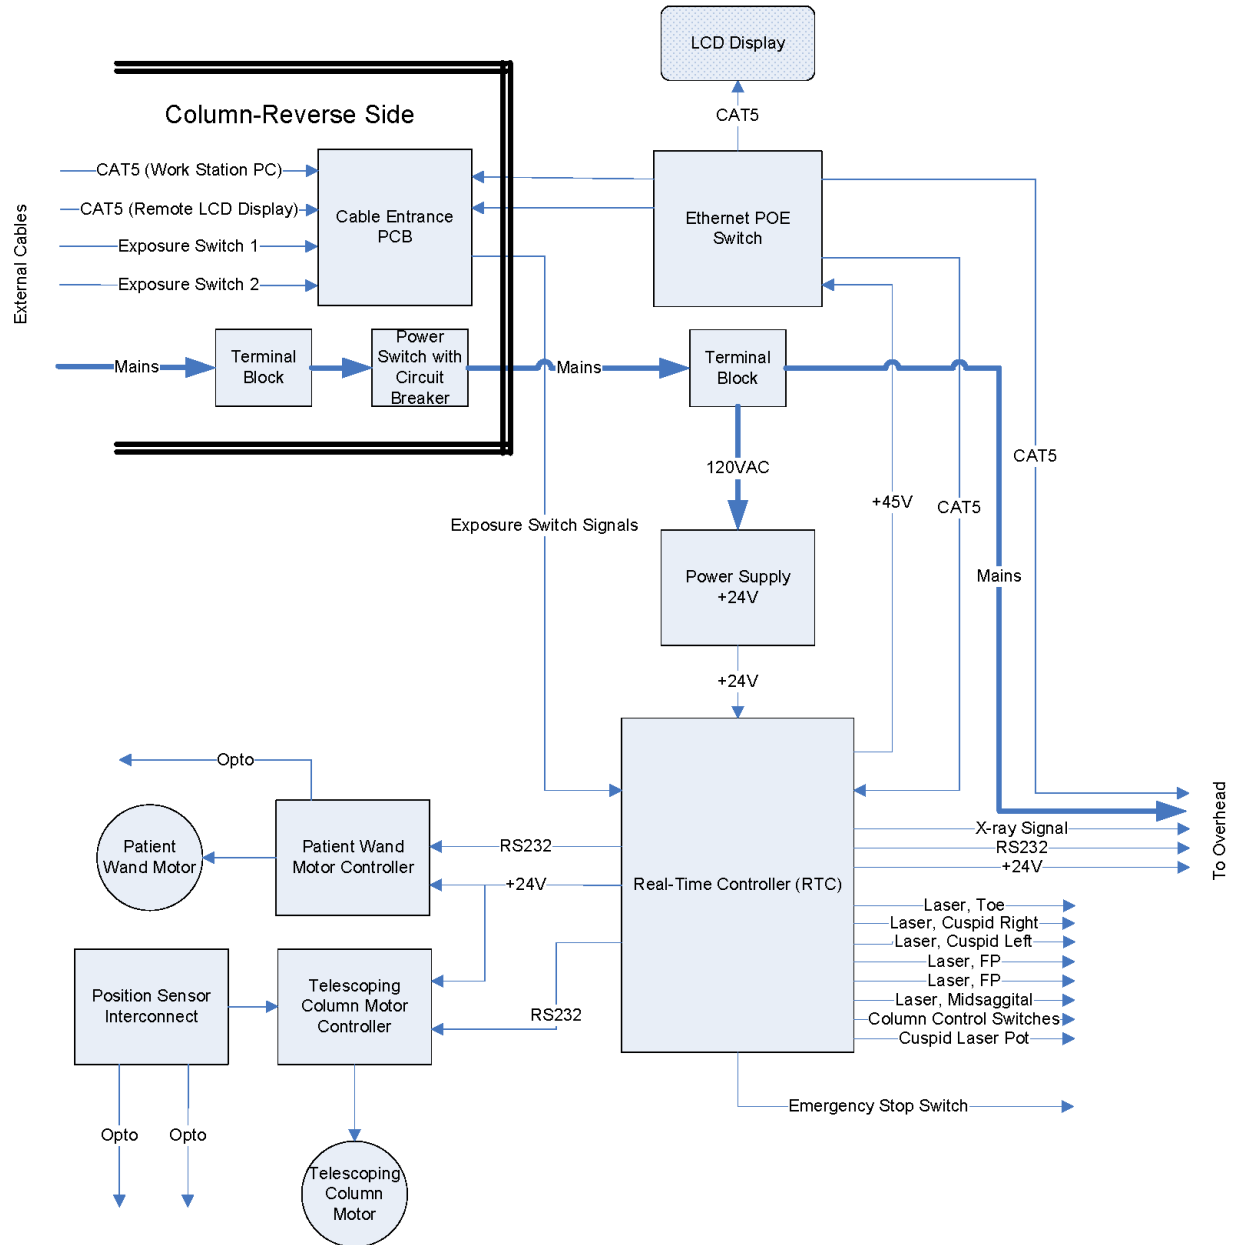 LCD Display
CAT5
Column-Reverse Side
External Cables
CAT5 (Work Station PC)
CAT5 (Remote LCD Display)
Exposure Switch 1
Exposure Switch 2
Cable Entrance
PCB
Ethernet POE
Switch
Mains
Terminal
Block
Power
Switch with
Circuit
Breaker
Mains
Terminal
Block
120VAC
CAT5
+45V
CAT5
Exposure Switch Signals
Power Supply
+24V
Mains
+24V
Opto
Patient
Wand Motor
Patient Wand
Motor Controller
RS232
+24V
Real-Time Controller (RTC)
X-ray Signal
RS232
+24V
To Overhead
Laser, Toe
Laser, Cuspid Right
Laser, Cuspid Left
Laser, FP
Laser, FP
Laser, Midsaggital
Column Control Switches
Cuspid Laser Pot
Position Sensor
Interconnect
Telescoping
Column Motor
Controller
RS232
Emergency Stop Switch
Opto
Opto
Telescoping
Column
Motor